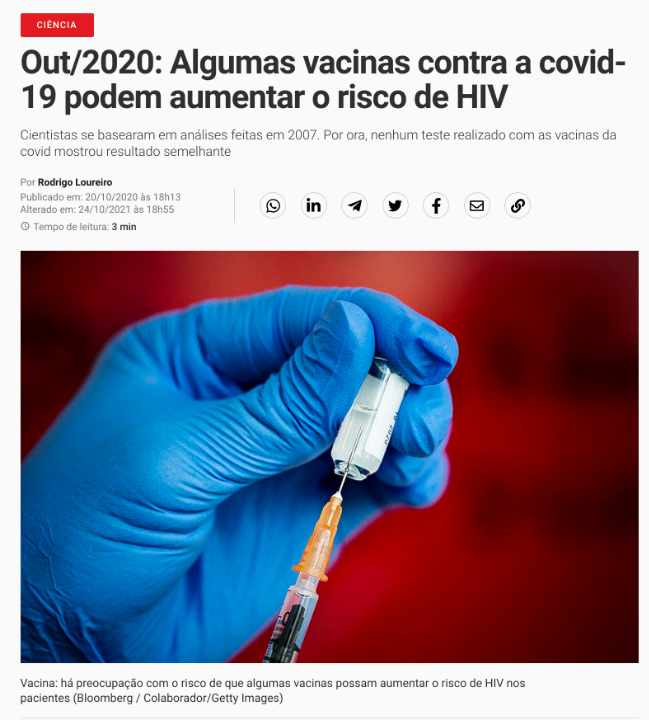 CIÊNCIA
Out/2020: Algumas vacinas contra a covid-
19 podem aumentar o risco de HIV
Cientistas se basearam em análises feitas em 2007. Por ora, nenhum teste realizado com as vacinas da
covid mostrou resultado semelhante
Por Rodrigo Loureiro
Publicado em: 20/10/2020 às 18h13
Alterado em: 24/10/2021 às 18h55
Tempo de leitura: 3 min
Vacina: há preocupação com o risco de que algumas vacinas possam aumentar o risco de HIV nos
pacientes (Bloomberg / Colaborador/Getty Images)